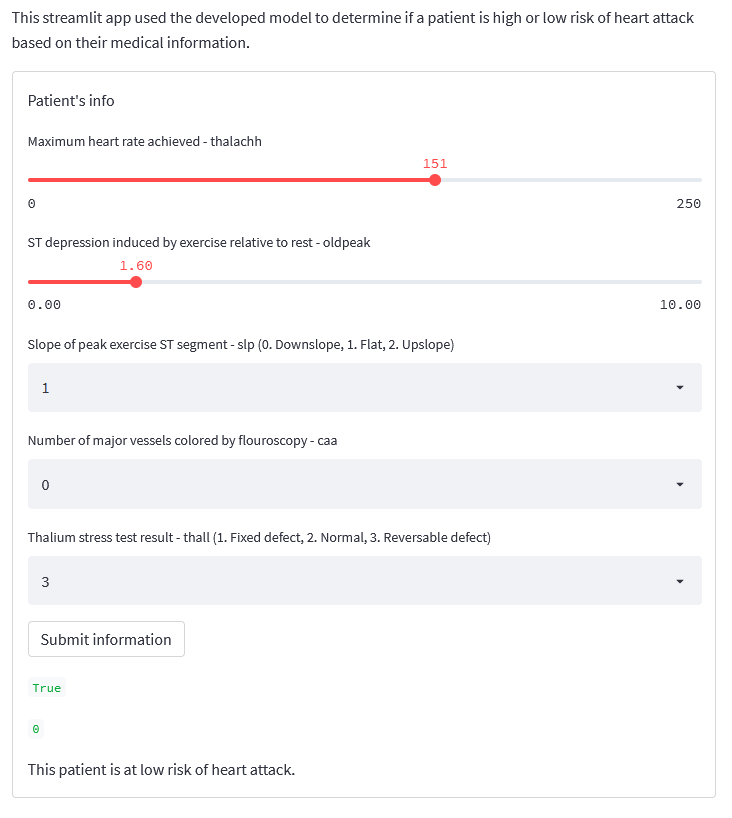 This streamlit app used the developed model to determine if a patient is high or low risk of heart attack
based on their medical information.
Patient's info
Maximum heart rate achieved - thalachh
151
0 250
ST depression induced by exercise relative to rest - oldpeak
1.60
0.00 10.00
Slope of peak exercise ST segment - slp (0. Downslope, 1. Flat, 2. Upslope)
1
Number of major vessels colored by flouroscopy - caa
0
Thalium stress test result - thall (1. Fixed defect, 2. Normal, 3. Reversable defect)
3
Submit information
True
0
This patient is at low risk of heart attack.